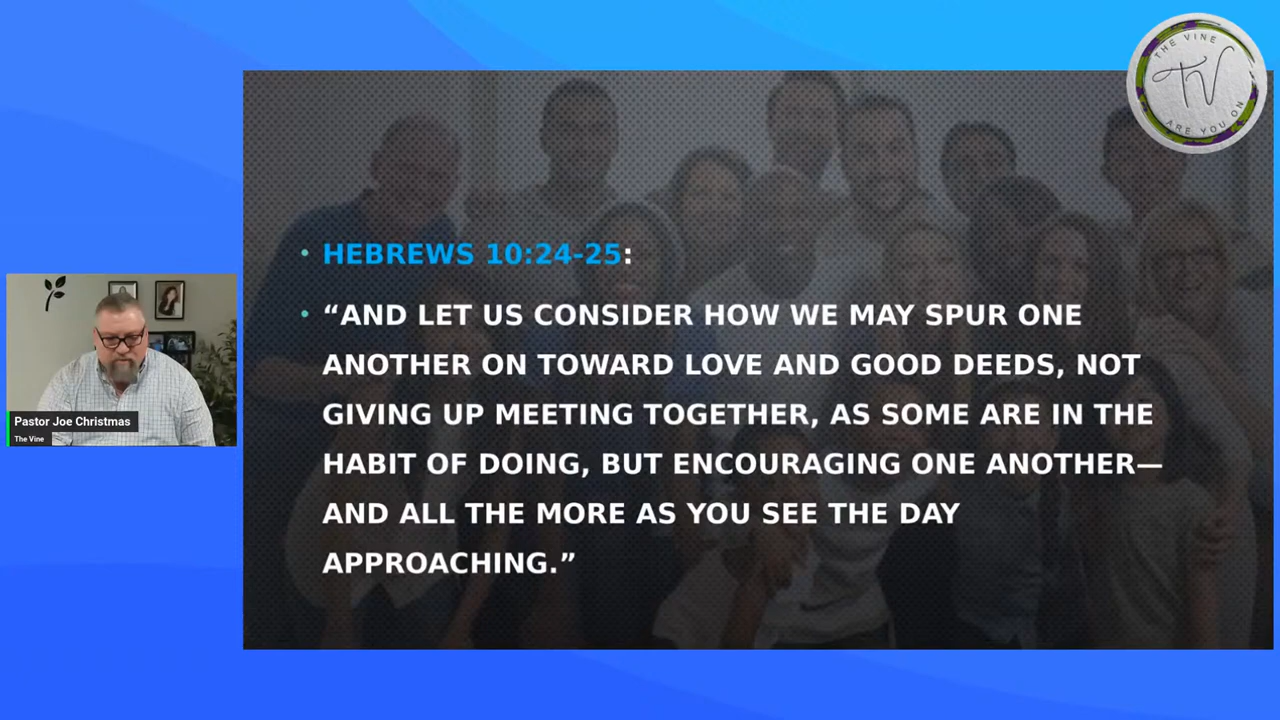 THE VINE
TV
ARE YOU ON
• HEBREWS 10:24-25:
• “AND LET US CONSIDER HOW WE MAY SPUR ONE
ANOTHER ON TOWARD LOVE AND GOOD DEEDS, NOT
GIVING UP MEETING TOGETHER, AS SOME ARE IN THE
HABIT OF DOING, BUT ENCOURAGING ONE ANOTHER—
AND ALL THE MORE AS YOU SEE THE DAY
APPROACHING.”
Pastor Joe Christmas
The Vine